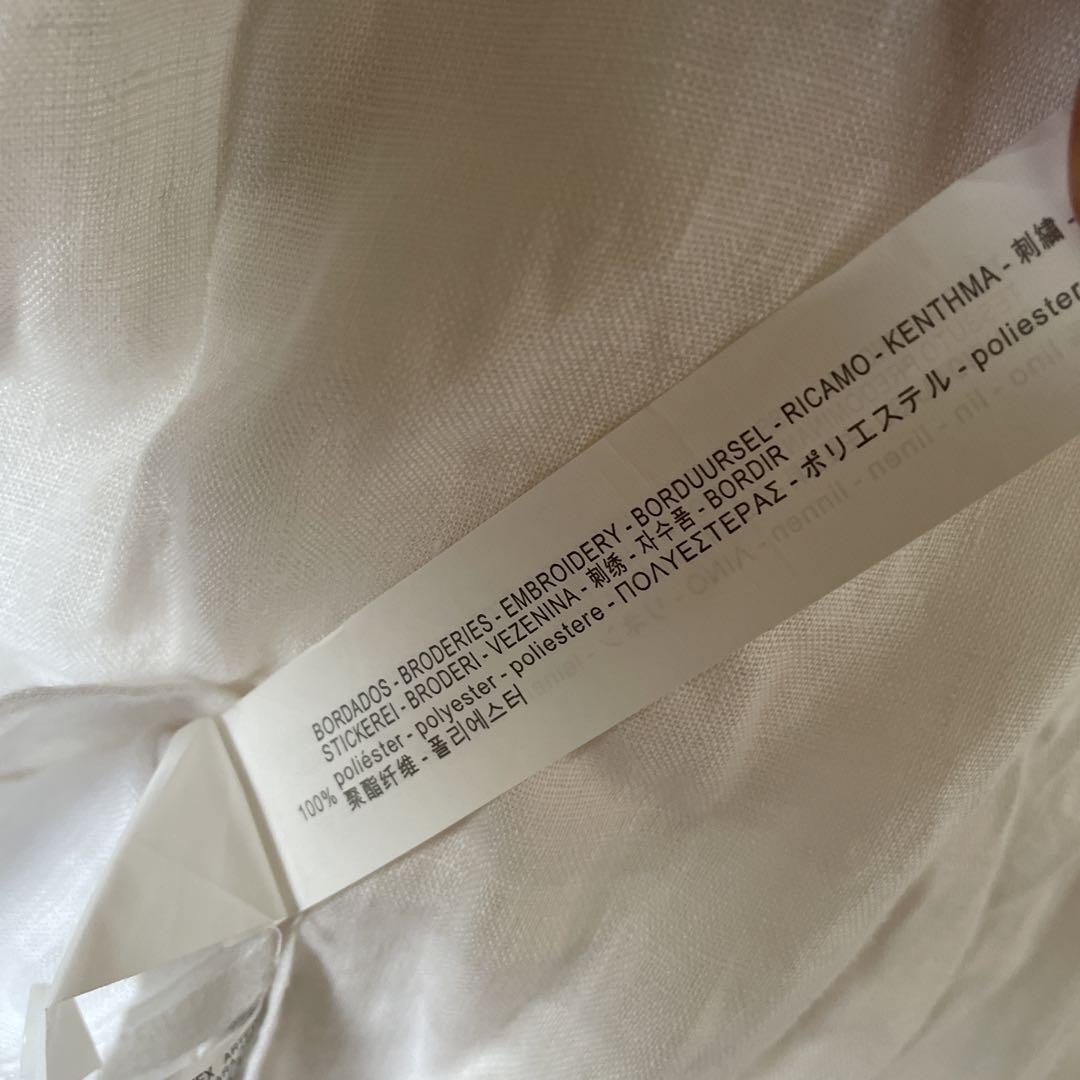 BORDADOS - BRODERIES - EMBROIDERY - BORDUURSEL - RICAMO - ΚΕΝΤΗΜΑ - 刺繍 -
STICKEREI - BRODERI - VEZENINA - 刺绣 - 자수품 - BORDIR
100% poliéster - polyester - poliestere - ΠΟΛΥΕΣΤΕΡΑΣ - ポリエステル - poliester
聚酯纤维 - 폴리에스터